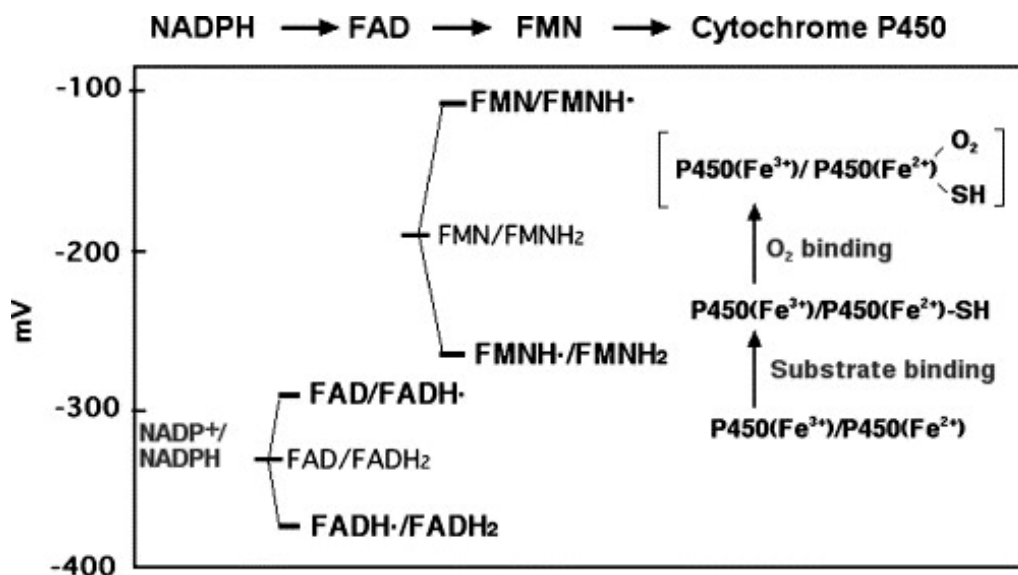 NADPH → FAD → FMN → Cytochrome P450
-100
-200
-300
-400
mV
FMN/FMNH·
FMN/FMNH₂
FMNH·/FMNH₂
FAD/FADH·
NADP⁺/
NADPH
FAD/FADH₂
FADH·/FADH₂
[P450(Fe³⁺)/ P450(Fe²⁺) O₂ SH]
O₂ binding
P450(Fe³⁺)/P450(Fe²⁺)-SH
Substrate binding
P450(Fe³⁺)/P450(Fe²⁺)